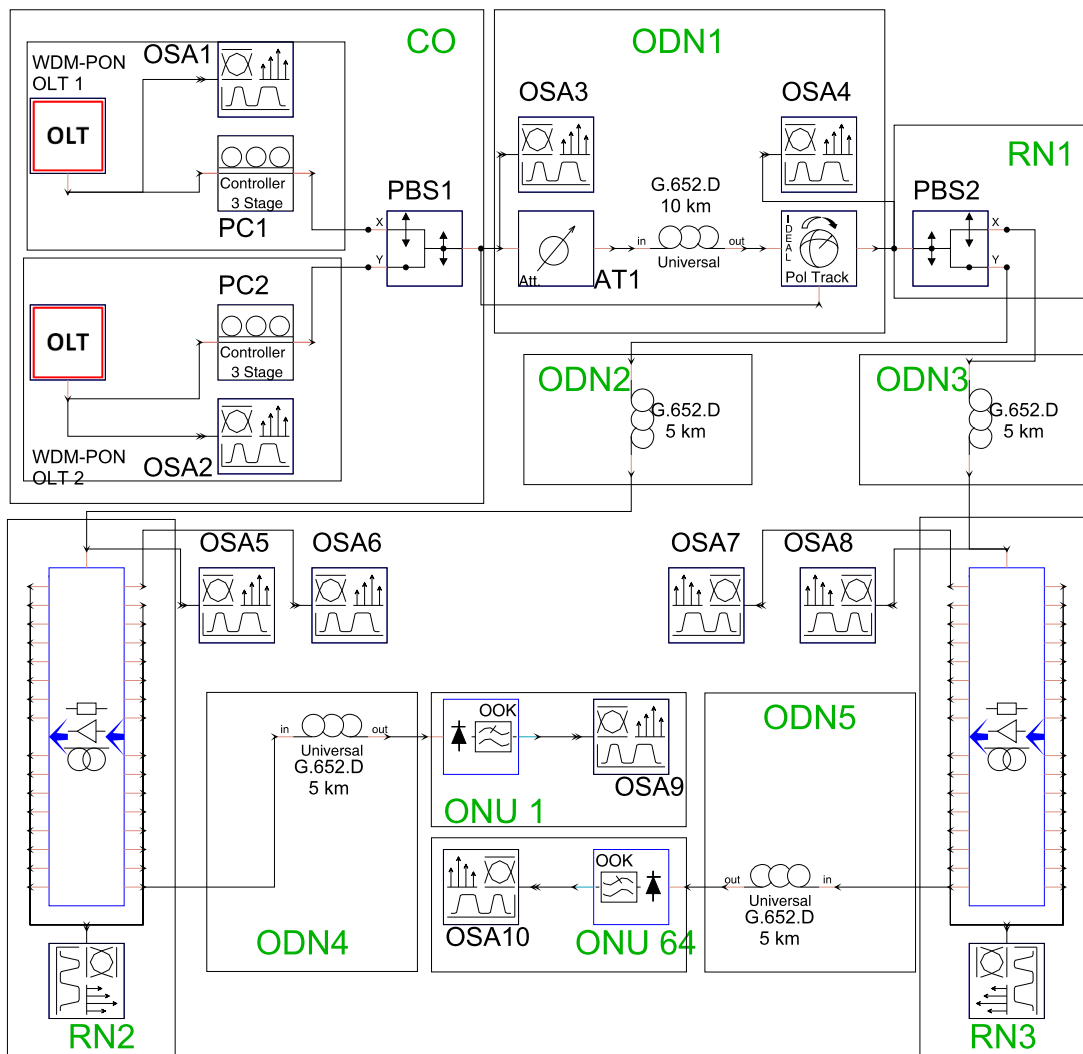 CO
WDM-PON
OLT 1
OLT
OSA1
Controller
3 Stage
PC1
PBS1
X
Y
PC2
OLT
Controller
3 Stage
WDM-PON
OLT 2
OSA2
ODN1
OSA3
OSA4
Att.
AT1
G.652.D
10 km
in
out
Universal
IDEAL
Pol Track
RN1
PBS2
X
Y
ODN2
G.652.D
5 km
ODN3
G.652.D
5 km
OSA5
OSA6
OSA7
OSA8
in
out
Universal
G.652.D
5 km
ODN4
OOK
OSA9
ONU 1
OOK
OSA10
ONU 64
ODN5
out
in
Universal
G.652.D
5 km
RN2
RN3